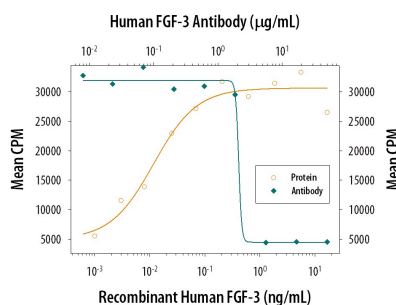 Human FGF-3 Antibody (μg/mL)
10⁻² 10⁻¹ 10⁰ 10¹
Mean CPM
30000 30000
25000 25000
20000 20000
15000 15000
10000 10000
5000 5000
Mean CPM
Protein
Antibody
10⁻³ 10⁻² 10⁻¹ 10⁰ 10¹
Recombinant Human FGF-3 (ng/mL)